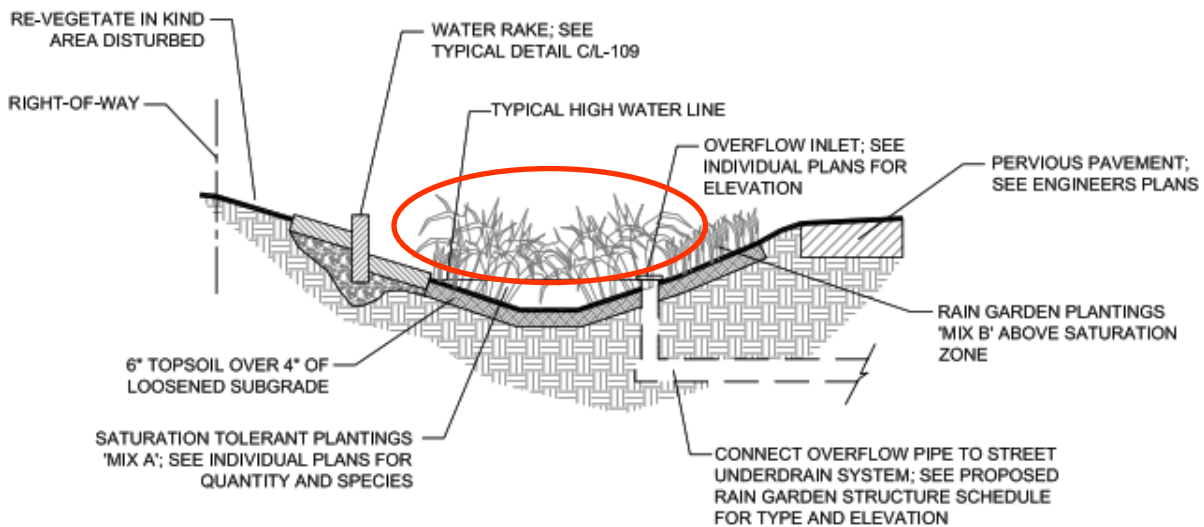 RE-VEGETATE IN KIND
AREA DISTURBED
WATER RAKE; SEE
TYPICAL DETAIL C/L-109
RIGHT-OF-WAY
TYPICAL HIGH WATER LINE
OVERFLOW INLET; SEE
INDIVIDUAL PLANS FOR
ELEVATION
PERVIOUS PAVEMENT;
SEE ENGINEERS PLANS
RAIN GARDEN PLANTINGS
'MIX B' ABOVE SATURATION
ZONE
6" TOPSOIL OVER 4" OF
LOOSENED SUBGRADE
SATURATION TOLERANT PLANTINGS
'MIX A'; SEE INDIVIDUAL PLANS FOR
QUANTITY AND SPECIES
CONNECT OVERFLOW PIPE TO STREET
UNDERDRAIN SYSTEM; SEE PROPOSED
RAIN GARDEN STRUCTURE SCHEDULE
FOR TYPE AND ELEVATION